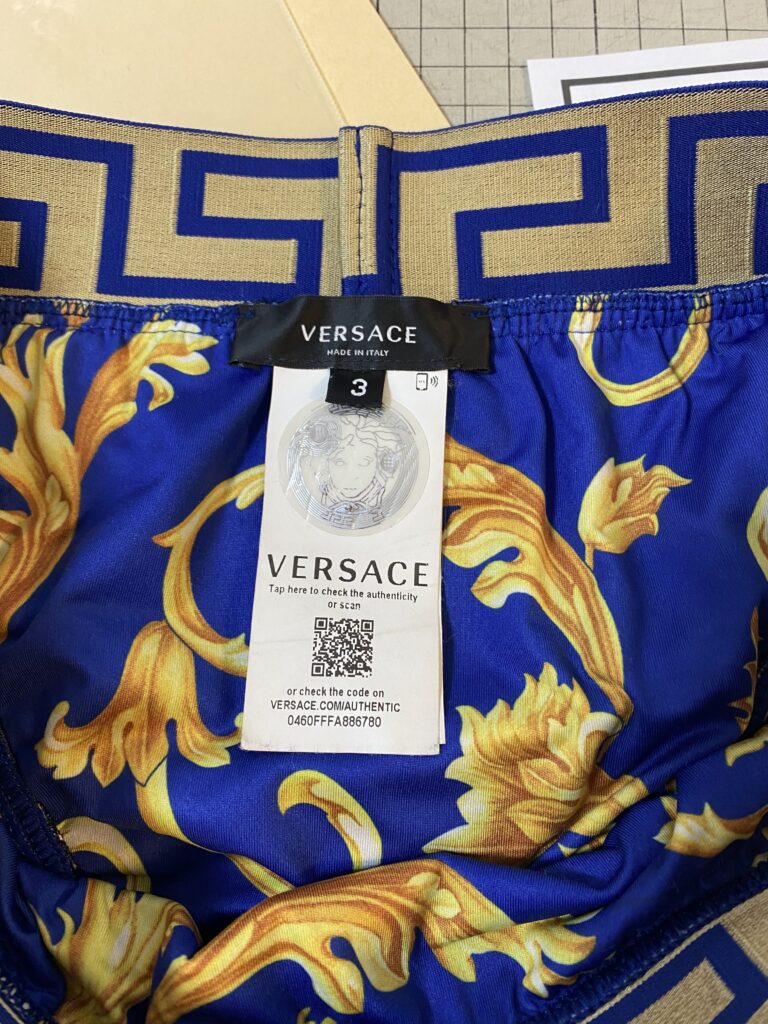 VERSACE
MADE IN ITALY
3
VERSACE
Tap here to check the authenticity
or scan
or check the code on
VERSACE.COM/AUTHENTIC
0460FFFA886780